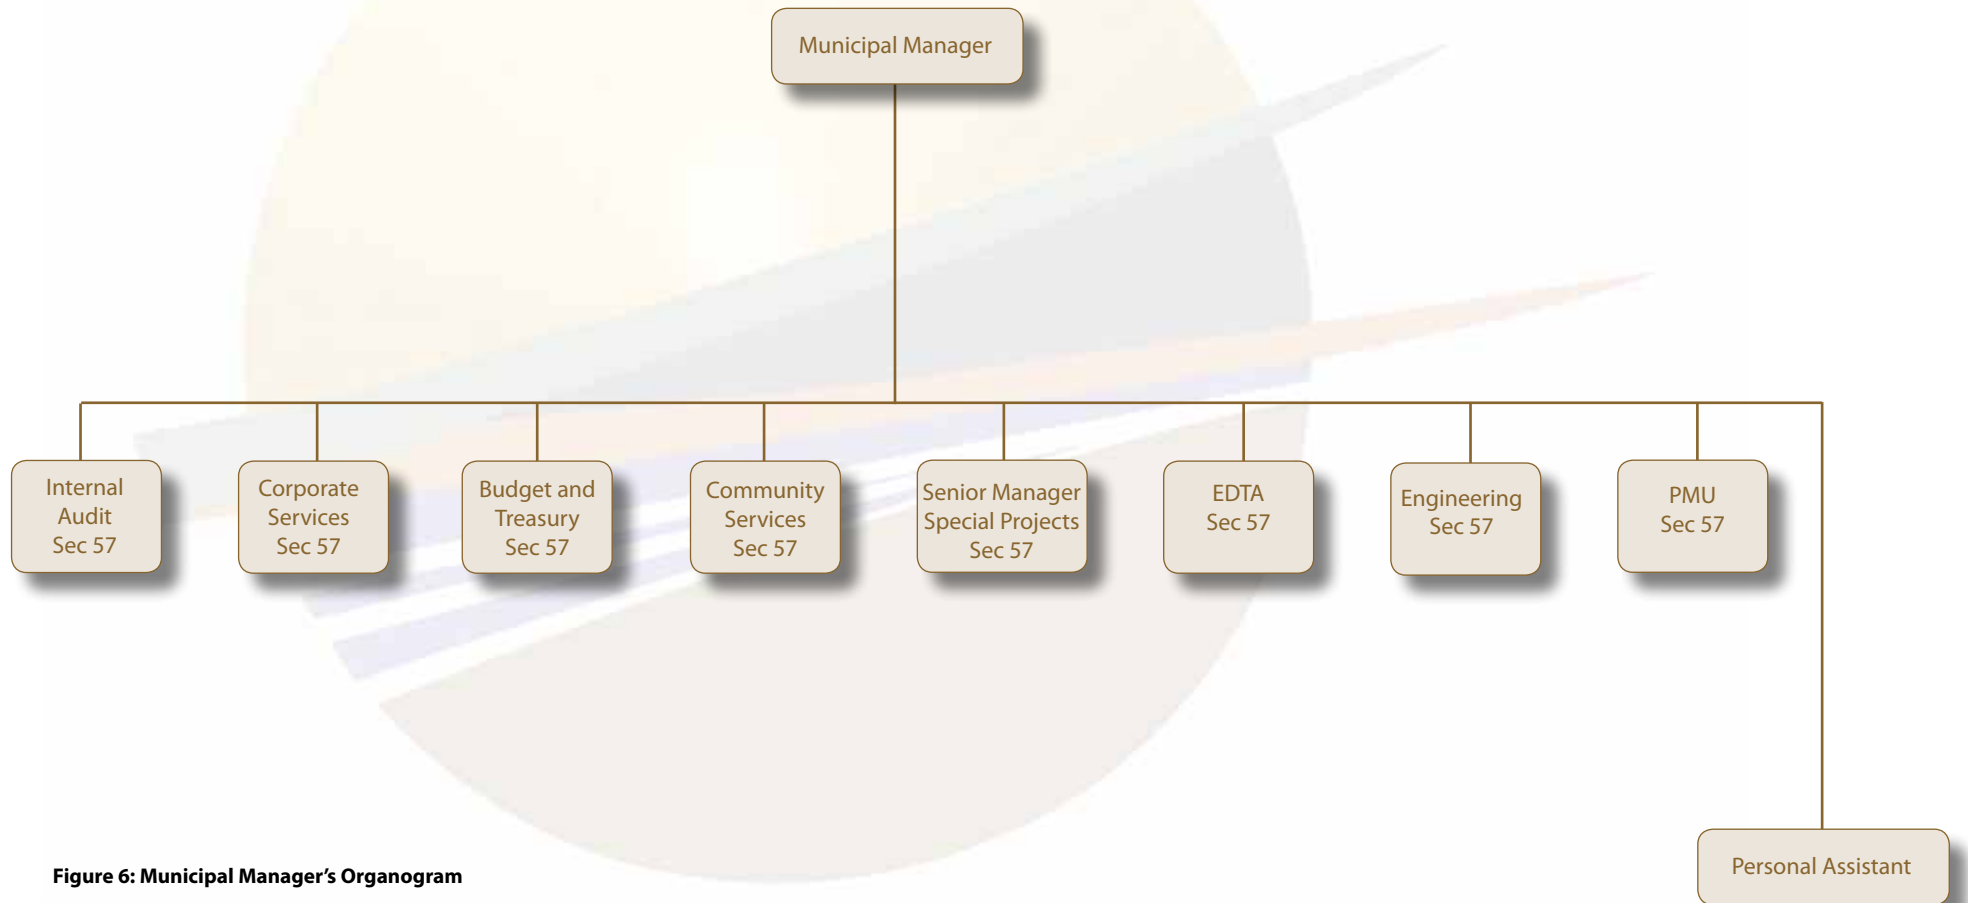 Municipal Manager
Internal
Audit
Sec 57
Corporate
Services
Sec 57
Budget and
Treasury
Sec 57
Community
Services
Sec 57
Senior Manager
Special Projects
Sec 57
EDTA
Sec 57
Engineering
Sec 57
PMU
Sec 57
Personal Assistant
Figure 6: Municipal Manager’s Organogram